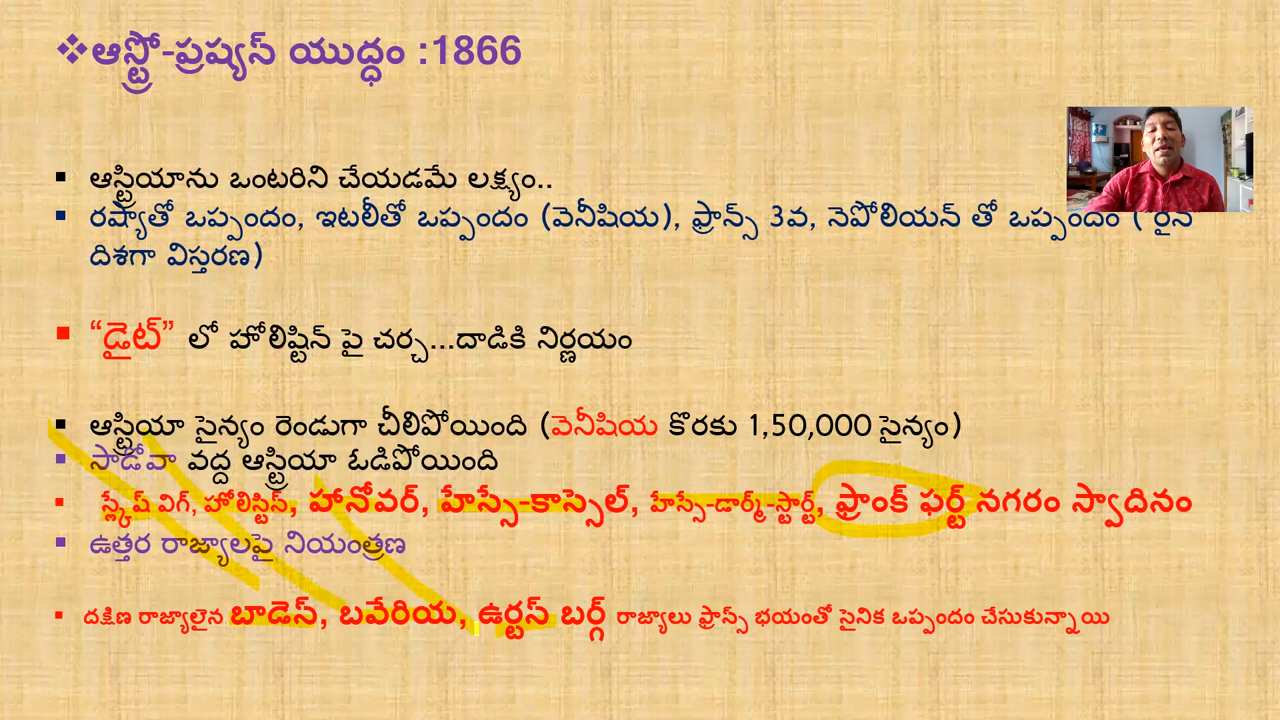 ❖ఆస్ట్రో-ప్రష్యన్ యుద్ధం :1866
▪ ఆస్ట్రియాను ఒంటరిని చేయడమే లక్ష్యం..
▪ రష్యాతో ఒప్పందం, ఇటలీతో ఒప్పందం (వెనీషియ), ఫ్రాన్స్ 3వ, నెపోలియన్ తో ఒప్పందం ( రైన్
దిశగా విస్తరణ)
▪ “డైట్” లో హోలిష్టిన్ పై చర్చ...దాడికి నిర్ణయం
▪ ఆస్ట్రియా సైన్యం రెండుగా చీలిపోయింది (వెనీషియ కొరకు 1,50,000 సైన్యం)
▪ సాడోవా వద్ద ఆస్ట్రియా ఓడిపోయింది
▪ స్లేష్ విగ్, హోలిస్టిన్, హానోవర్, హేస్సే-కాస్సెల్, హేస్సే-డార్మ్-స్టార్ట్, ఫ్రాంక్ ఫర్ట్ నగరం స్వాదినం
▪ ఉత్తర రాజ్యాలపై నియంత్రణ
▪ దక్షిణ రాజ్యాలైన బాడెన్, బవేరియ, ఉర్టస్ బర్గ్ రాజ్యాలు ఫ్రాన్స్ భయంతో సైనిక ఒప్పందం చేసుకున్నాయి